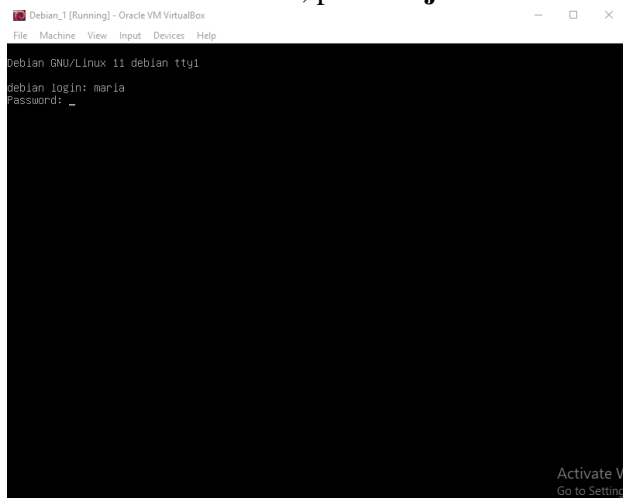 Debian_1 [Running] - Oracle VM VirtualBox
File Machine View Input Devices Help
Debian GNU/Linux 11 debian tty1
debian login: maria
Password: _
Activate
Go to Setting